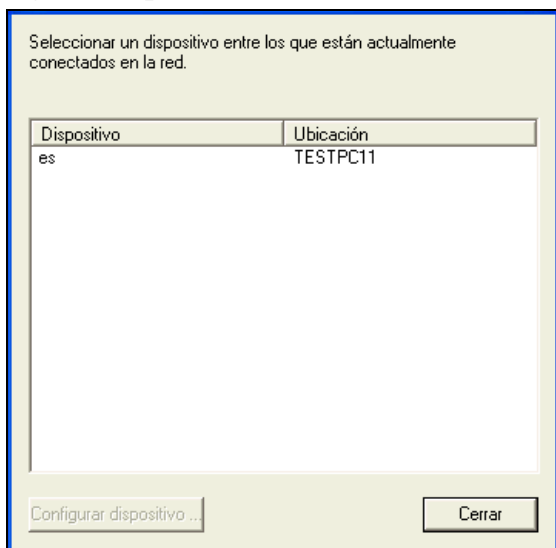 Seleccionar un dispositivo entre los que están actualmente
conectados en la red.
Dispositivo Ubicación
es TESTPC11
Configurar dispositivo ... Cerrar